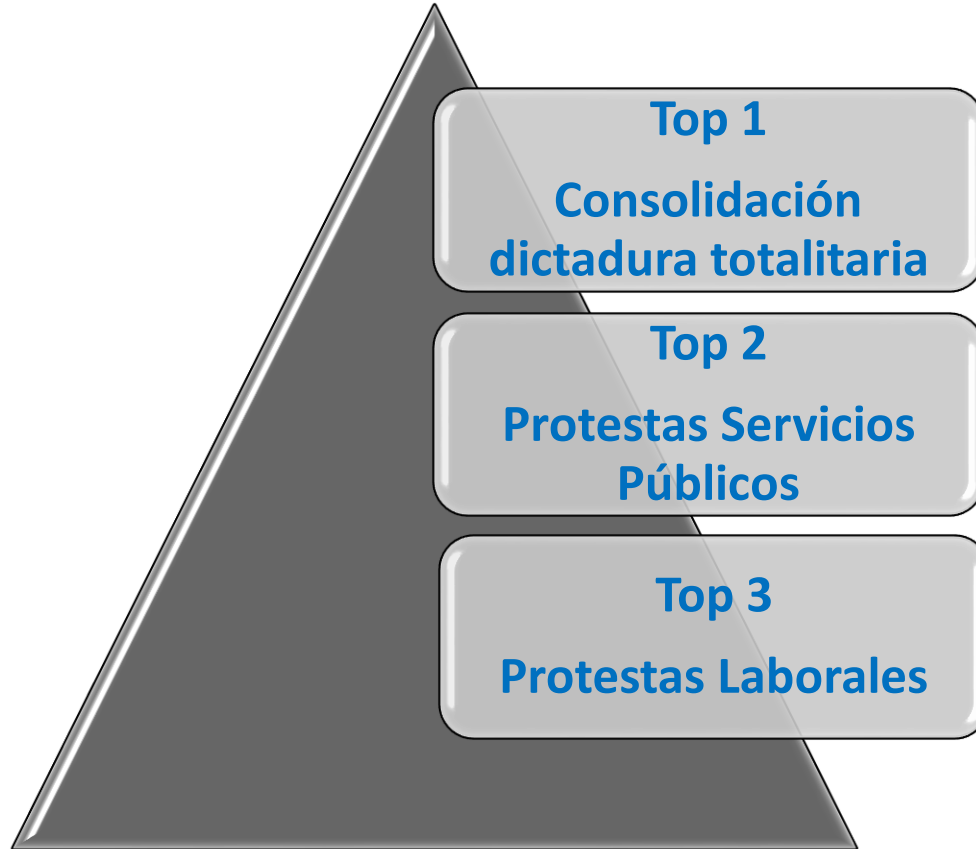 Top 1
Consolidación
dictadura totalitaria
Top 2
Protestas Servicios
Públicos
Top 3
Protestas Laborales